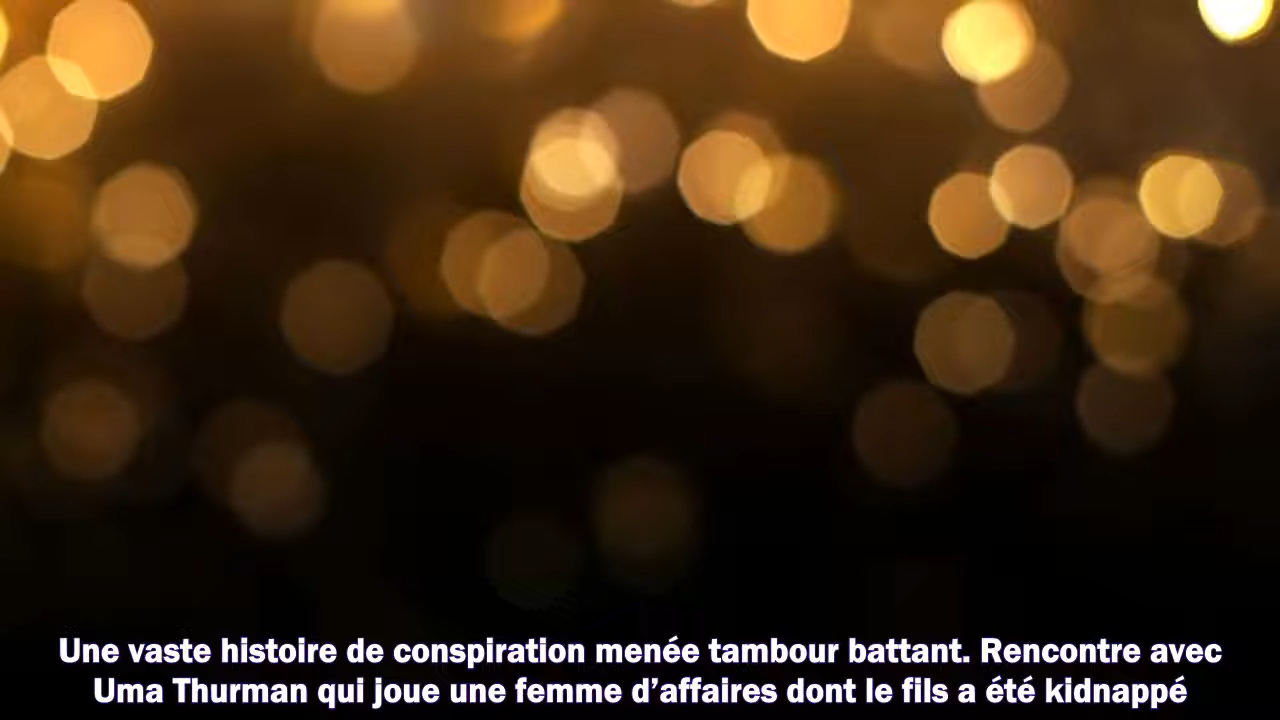 Une vaste histoire de conspiration menée tambour battant. Rencontre avec
Uma Thurman qui joue une femme d’affaires dont le fils a été kidnappé